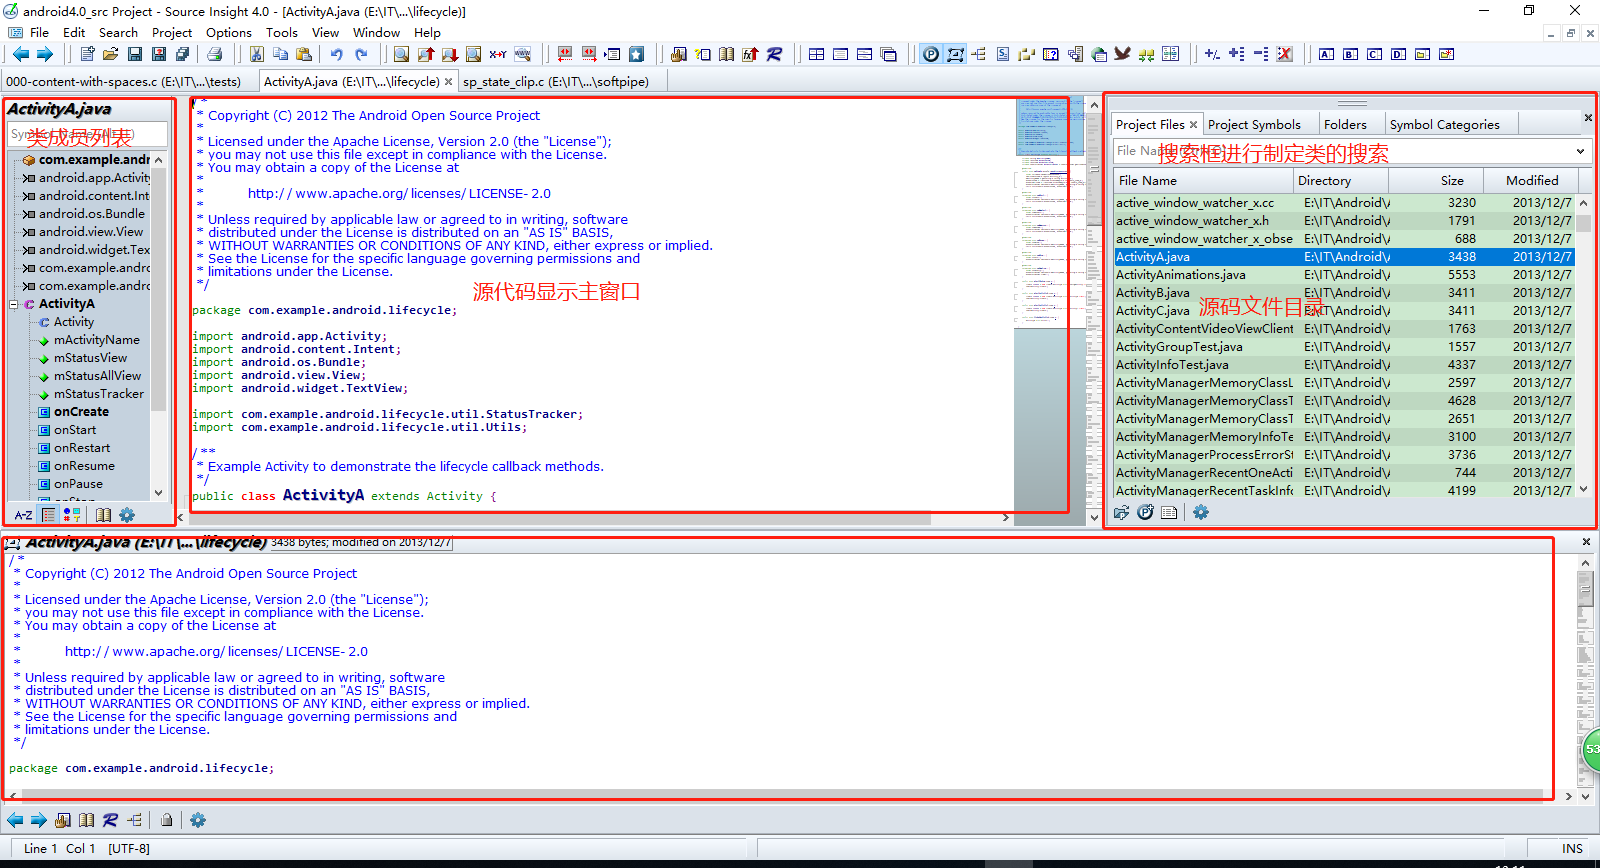 android4.0_src Project - Source Insight 4.0 - [ActivityA.java (E:\IT\...\lifecycle)]
File Edit Search Project Options Tools View Window Help
000-content-with-spaces.c (E:\IT\...\tests)
ActivityA.java (E:\IT\...\lifecycle)
sp_state_clip.c (E:\IT\...\softpipe)
ActivityA.java
类成员列表
com.example.andr
android.app.Activity
android.content.Int
android.os.Bundle
android.view.View
android.widget.Tex
com.example.andrc
com.example.andrc
ActivityA
Activity
mActivityName
mStatusView
mStatusAllView
mStatusTracker
onCreate
onStart
onRestart
onResume
onPause
onStop
A-Z
/*
* Copyright (C) 2012 The Android Open Source Project
*
* Licensed under the Apache License, Version 2.0 (the "License");
* you may not use this file except in compliance with the License.
* You may obtain a copy of the License at
*
* http://www.apache.org/licenses/LICENSE-2.0
*
* Unless required by applicable law or agreed to in writing, software
* distributed under the License is distributed on an "AS IS" BASIS,
* WITHOUT WARRANTIES OR CONDITIONS OF ANY KIND, either express or implied.
* See the License for the specific language governing permissions and
* limitations under the License.
*/
源代码显示主窗口
package com.example.android.lifecycle;
import android.app.Activity;
import android.content.Intent;
import android.os.Bundle;
import android.view.View;
import android.widget.TextView;
import com.example.android.lifecycle.util.StatusTracker;
import com.example.android.lifecycle.util.Utils;
/**
* Example Activity to demonstrate the lifecycle callback methods.
*/
public class ActivityA extends Activity {
Project Files Project Symbols Folders Symbol Categories
File Na
搜索框进行制定类的搜索
File Name Directory Size Modified
active_window_watcher_x.cc E:\IT\Android\A 3230 2013/12/7
active_window_watcher_x.h E:\IT\Android\A 1791 2013/12/7
active_window_watcher_x_obse E:\IT\Android\A 688 2013/12/7
ActivityA.java E:\IT\Android\A 3438 2013/12/7
ActivityAnimations.java E:\IT\Android\A 5553 2013/12/7
ActivityB.java E:\IT\Android\A 3411 2013/12/7
ActivityC.java E:\IT\Android\A 3411 2013/12/7
源码文件目录
ActivityContentVideoViewClient E:\IT\Android\A 1763 2013/12/7
ActivityGroupTest.java E:\IT\Android\A 1557 2013/12/7
ActivityInfoTest.java E:\IT\Android\A 4337 2013/12/7
ActivityManagerMemoryClassL E:\IT\Android\A 2597 2013/12/7
ActivityManagerMemoryClassT E:\IT\Android\A 4628 2013/12/7
ActivityManagerMemoryClassT E:\IT\Android\A 2651 2013/12/7
ActivityManagerMemoryInfoTe E:\IT\Android\A 3100 2013/12/7
ActivityManagerProcessErrorSt E:\IT\Android\A 3736 2013/12/7
ActivityManagerRecentOneActi E:\IT\Android\A 744 2013/12/7
ActivityManagerRecentTaskInfc E:\IT\Android\A 4199 2013/12/7
ActivityA.java (E:\IT\...\lifecycle) 3438 bytes; modified on 2013/12/7
/*
* Copyright (C) 2012 The Android Open Source Project
*
* Licensed under the Apache License, Version 2.0 (the "License");
* you may not use this file except in compliance with the License.
* You may obtain a copy of the License at
*
* http://www.apache.org/licenses/LICENSE-2.0
*
* Unless required by applicable law or agreed to in writing, software
* distributed under the License is distributed on an "AS IS" BASIS,
* WITHOUT WARRANTIES OR CONDITIONS OF ANY KIND, either express or implied.
* See the License for the specific language governing permissions and
* limitations under the License.
*/
package com.example.android.lifecycle;
53
Line 1 Col 1 [UTF-8]
INS